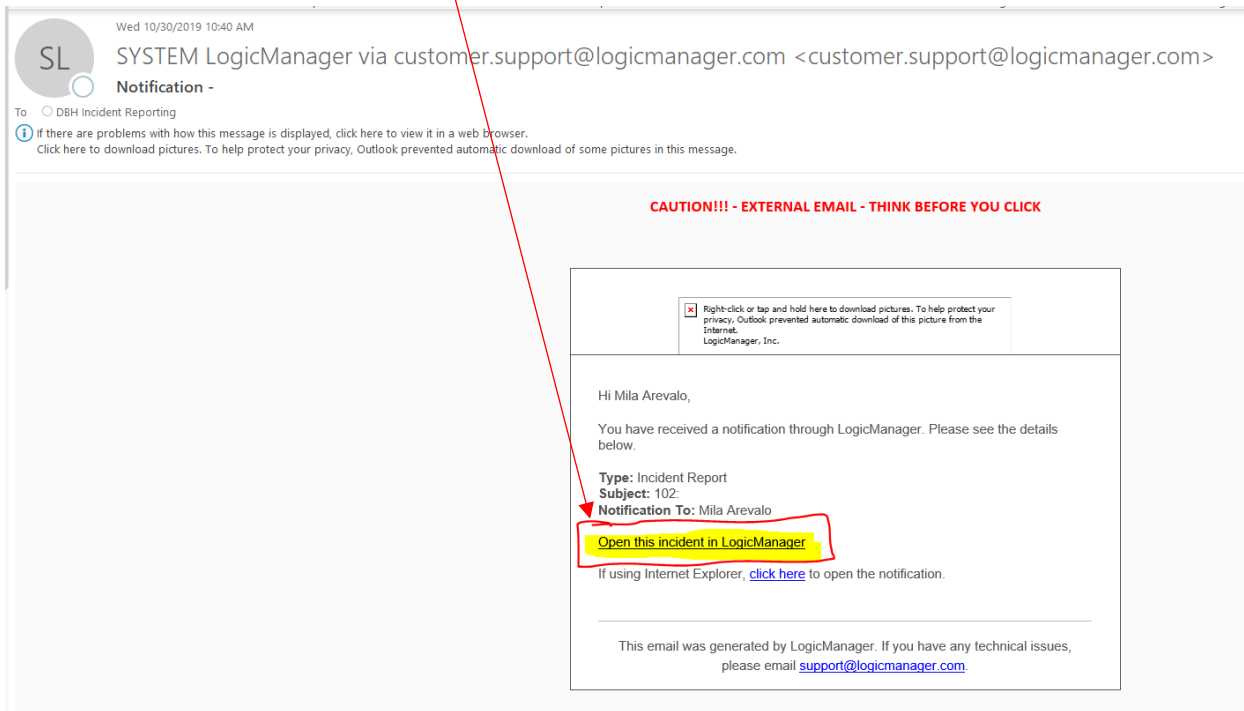 Wed 10/30/2019 10:40 AM
SL
SYSTEM LogicManager via customer.support@logicmanager.com <customer.support@logicmanager.com>
Notification -
To DBH Incident Reporting
If there are problems with how this message is displayed, click here to view it in a web browser.
Click here to download pictures. To help protect your privacy, Outlook prevented automatic download of some pictures in this message.
CAUTION!!! - EXTERNAL EMAIL - THINK BEFORE YOU CLICK
Right-click or tap and hold here to download pictures. To help protect your
privacy, Outlook prevented automatic download of this picture from the
Internet.
LogicManager, Inc.
Hi Mila Arevalo,
You have received a notification through LogicManager. Please see the details
below.
Type: Incident Report
Subject: 102:
Notification To: Mila Arevalo
Open this incident in LogicManager
If using Internet Explorer, click here to open the notification.
This email was generated by LogicManager. If you have any technical issues,
please email support@logicmanager.com.